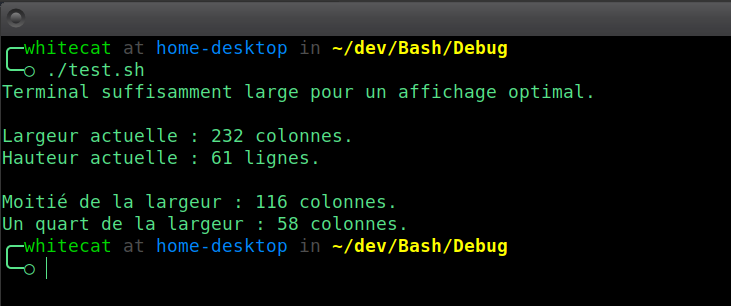 whitecat at home-desktop in ~/dev/Bash/Debug
./test.sh
Terminal suffisamment large pour un affichage optimal.
Largeur actuelle : 232 colonnes.
Hauteur actuelle : 61 lignes.
Moitié de la largeur : 116 colonnes.
Un quart de la largeur : 58 colonnes.
whitecat at home-desktop in ~/dev/Bash/Debug